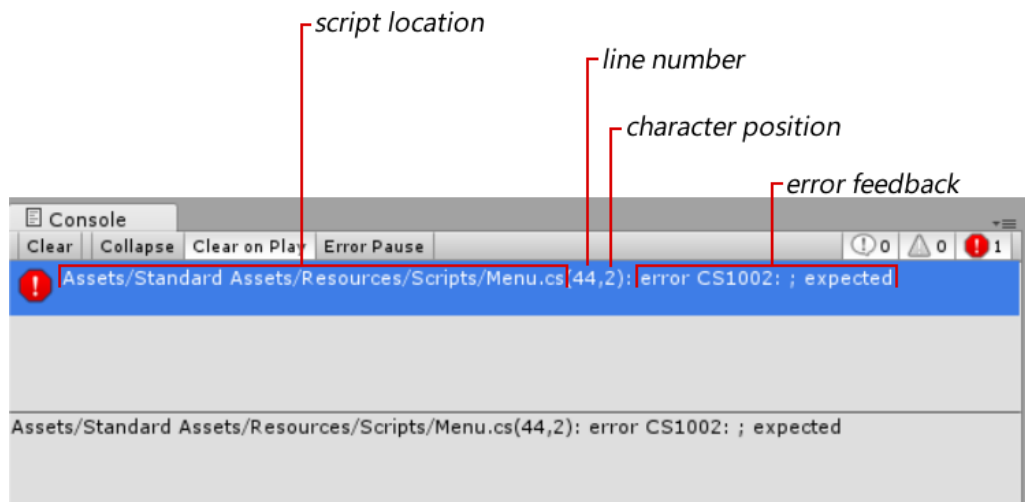 script location
line number
character position
error feedback
Console
Clear Collapse Clear on Play Error Pause 0 0 1
Assets/Standard Assets/Resources/Scripts/Menu.cs(44,2): error CS1002: ; expected
Assets/Standard Assets/Resources/Scripts/Menu.cs(44,2): error CS1002: ; expected